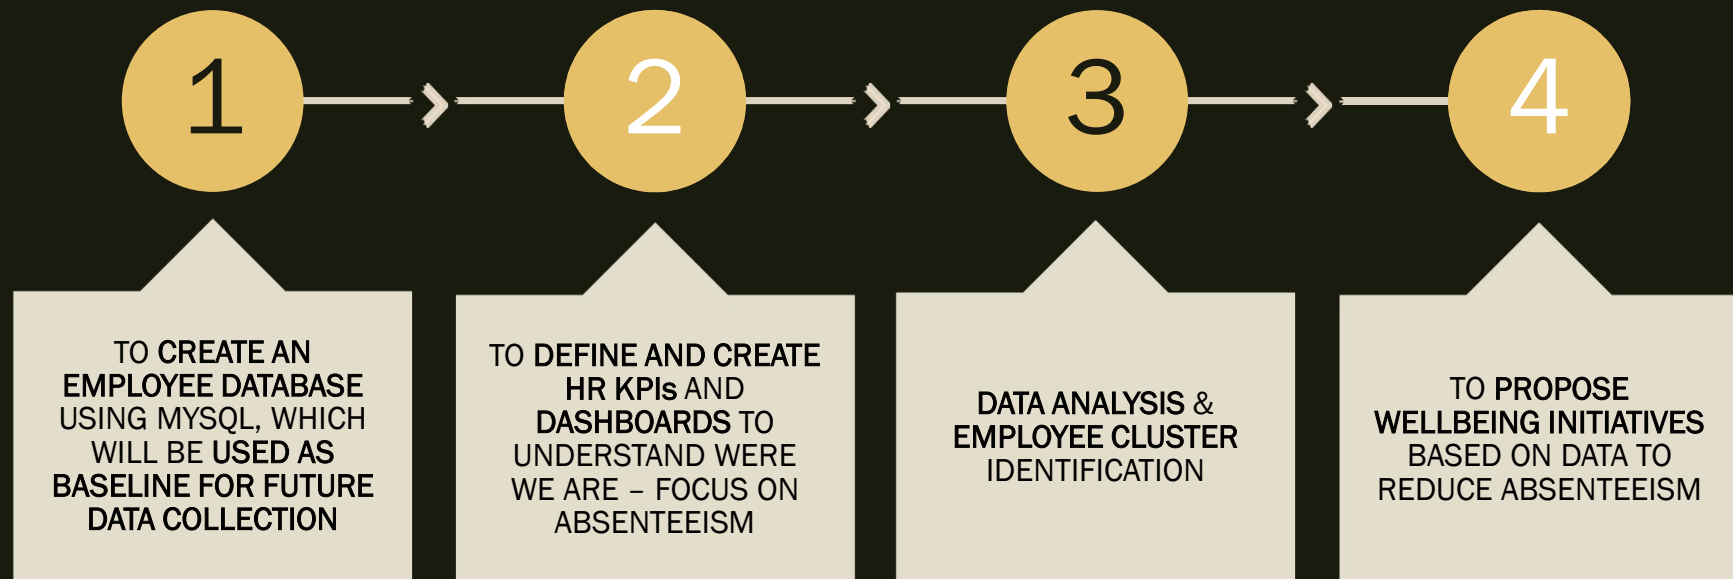 1
2
3
4
TO CREATE AN
EMPLOYEE DATABASE
USING MYSQL, WHICH
WILL BE USED AS
BASELINE FOR FUTURE
DATA COLLECTION
TO DEFINE AND CREATE
HR KPIs AND
DASHBOARDS TO
UNDERSTAND WERE
WE ARE – FOCUS ON
ABSENTEEISM
DATA ANALYSIS &
EMPLOYEE CLUSTER
IDENTIFICATION
TO PROPOSE
WELLBEING INITIATIVES
BASED ON DATA TO
REDUCE ABSENTEEISM